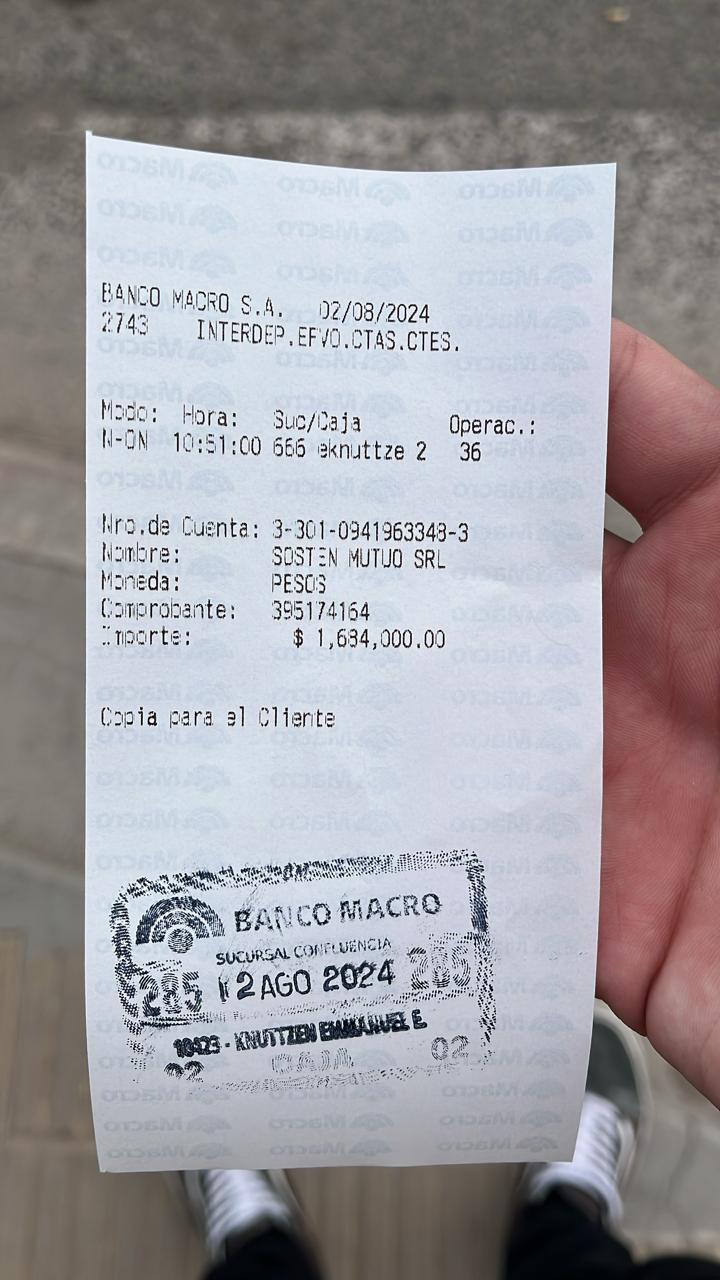 BANCO MACRO S.A. 02/08/2024
2743 INTERDEP.EFVO.CTAS.CTES.
Modo: Hora: Suc/Caja Operac.:
N-ON 10:51:00 666 eknuttze 2 36
Nro.de Cuenta: 3-301-0941963348-3
Nombre: SOSTEN MUTUO SRL
Moneda: PESOS
Comprobante: 395174164
Importe: $ 1,684,000.00
Copia para el Cliente
BANCO MACRO
SUCURSAL CONFLUENCIA
285 2 AGO 2024 285
10423 - KNUTTZEN EMMANUEL E.
02 CAJA 02